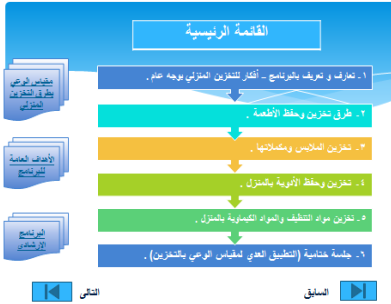 القائمة الرئيسية
١- تعارف و تعريف بالبرنامج – أفكار للتخزين المنزلي بوجه عام .
٢- طرق تخزين وحفظ الأطعمة .
٣- تخزين الملابس ومكملاتها .
٤- تخزين وحفظ الأدوية بالمنزل .
٥- تخزين مواد التنظيف والمواد الكيماوية بالمنزل .
٦- جلسة ختامية (التطبيق البعدي لمقياس الوعي بالتخزين) .
مقياس الوعي
بطرق التخزين
المنزلي
الأهداف العامة
للبرنامج
البرنامج
الإرشادي
السابق
التالى